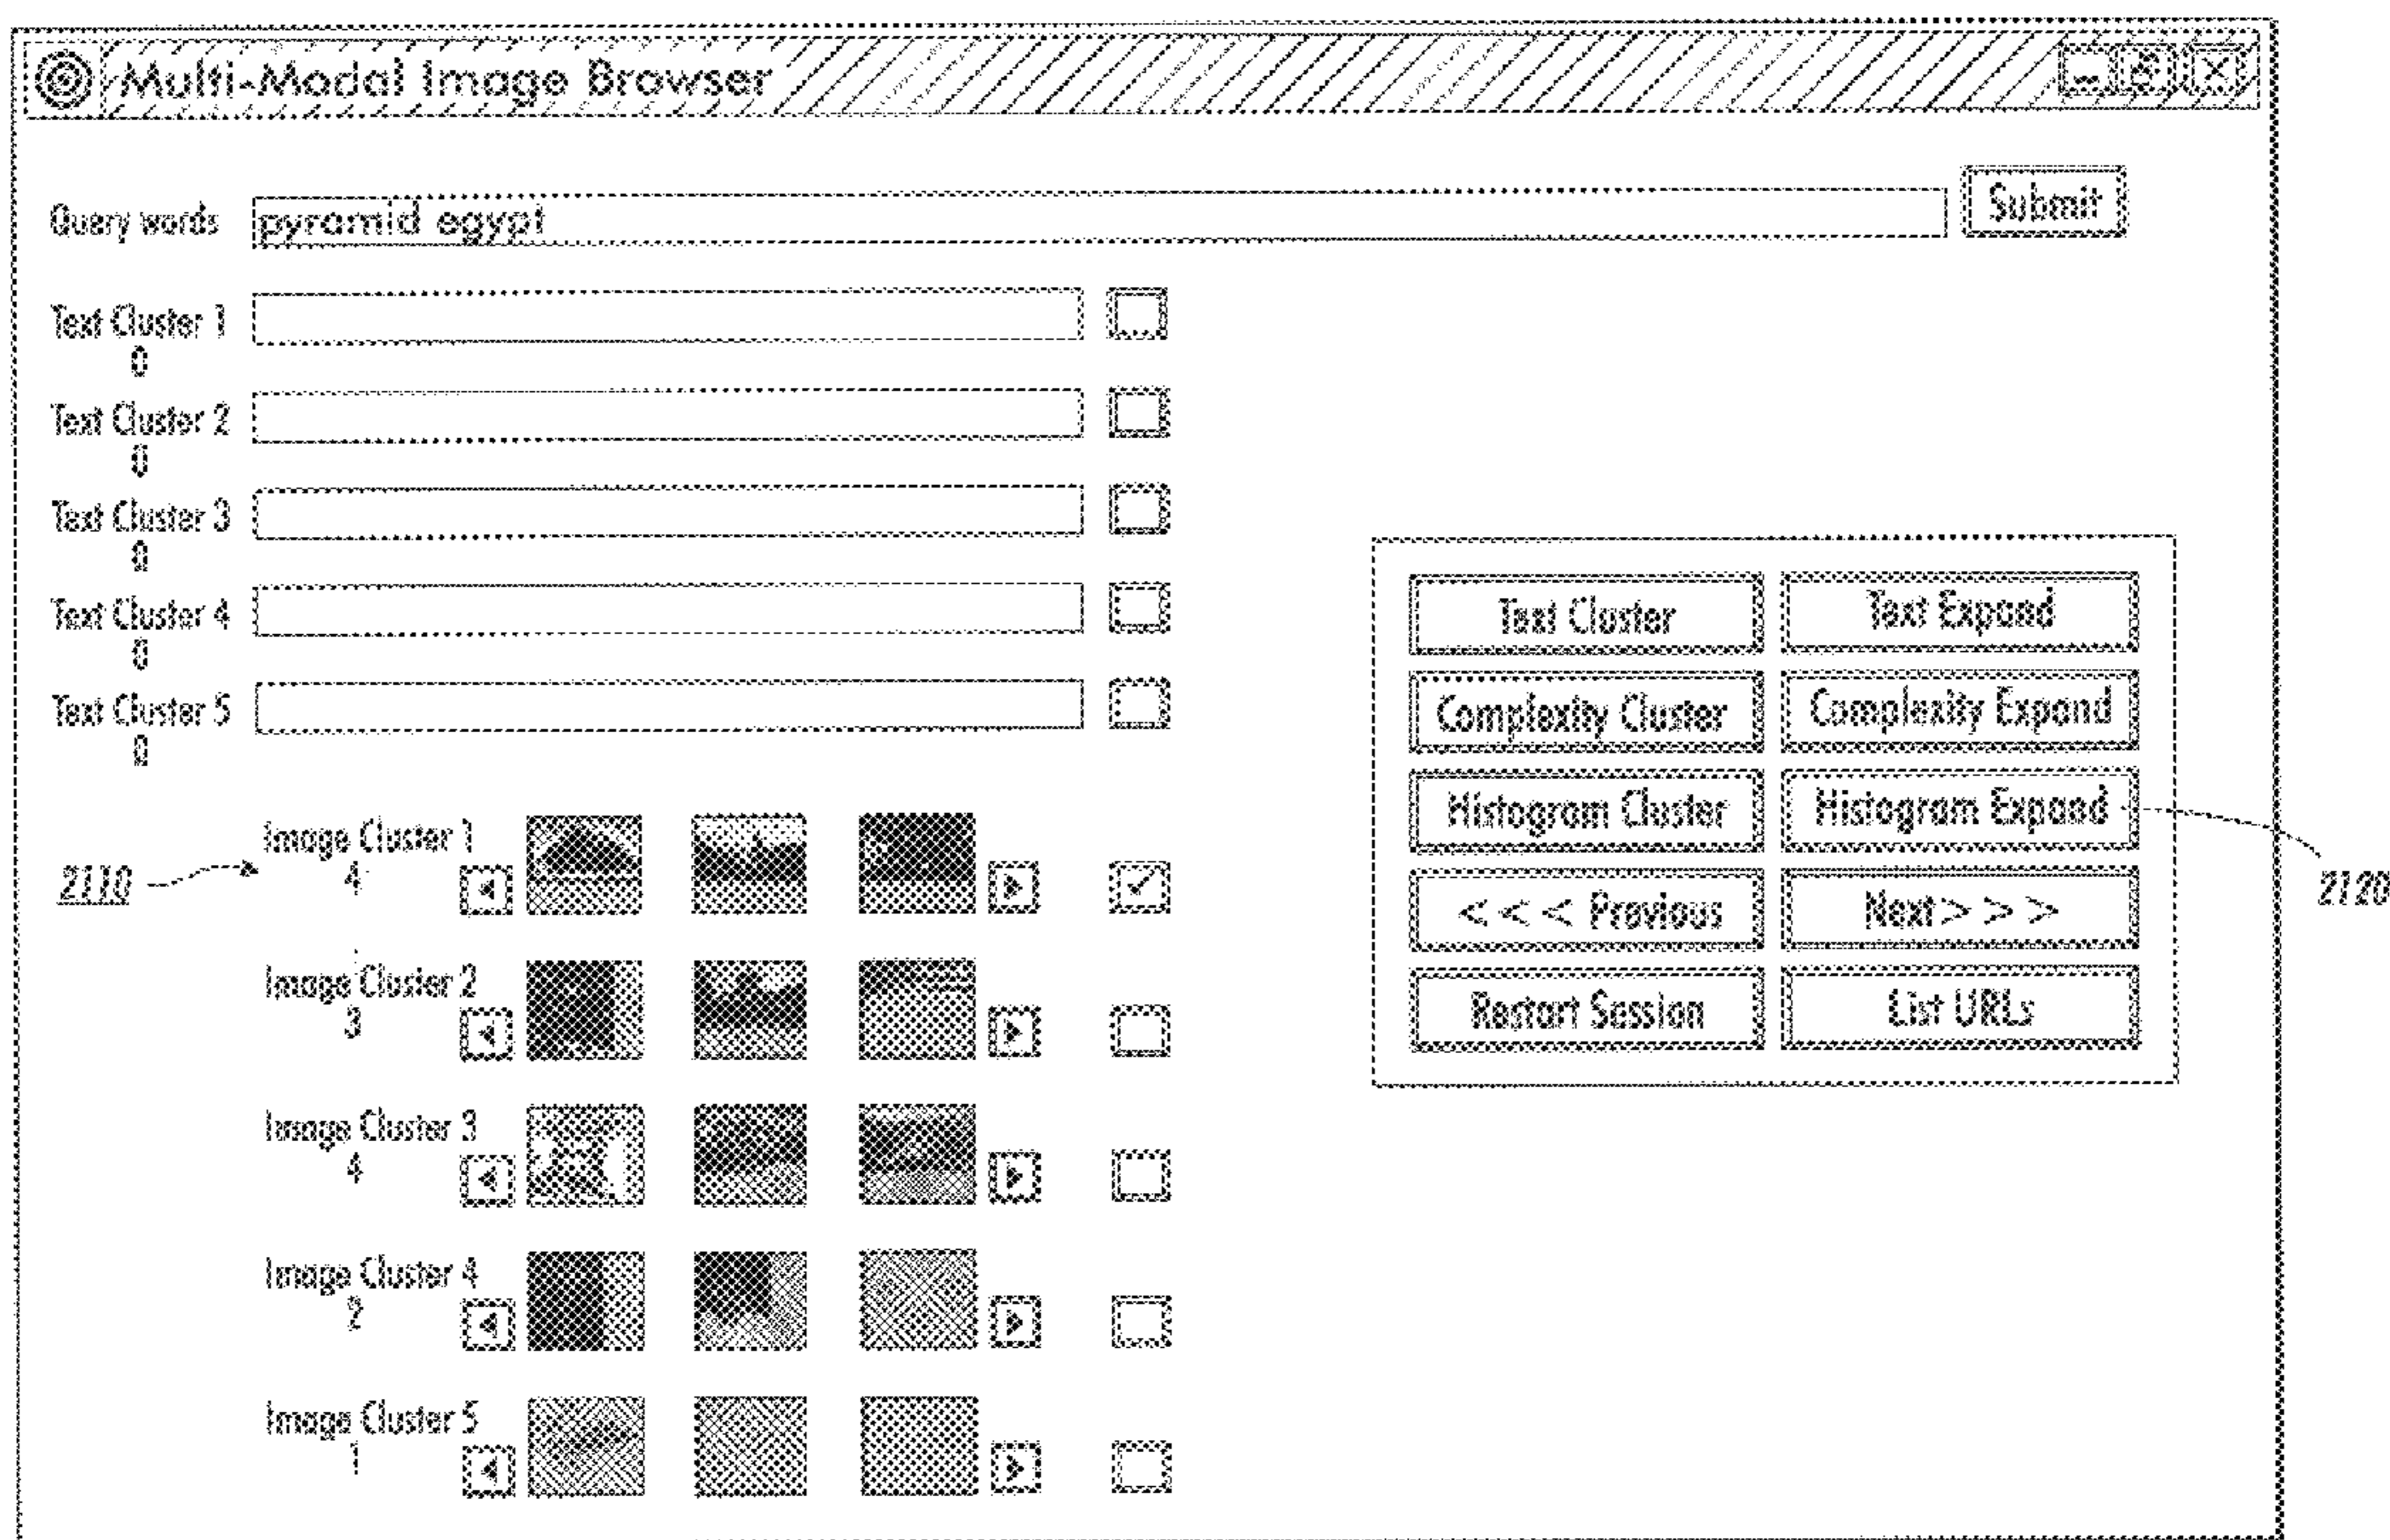 Multi-Modal Image Browser
Query words pyramid egypt Submit
Text Cluster 1
0
Text Cluster 2
0
Text Cluster 3
0
Text Cluster 4
0
Text Cluster 5
0
Text Cluster Text Expand
Complexity Cluster Complexity Expand
Histogram Cluster Histogram Expand
<<< Previous Next>>>
Restart Session List URLs
2120
Image Cluster 1
4
2110
Image Cluster 2
3
Image Cluster 3
4
Image Cluster 4
2
Image Cluster 5
1